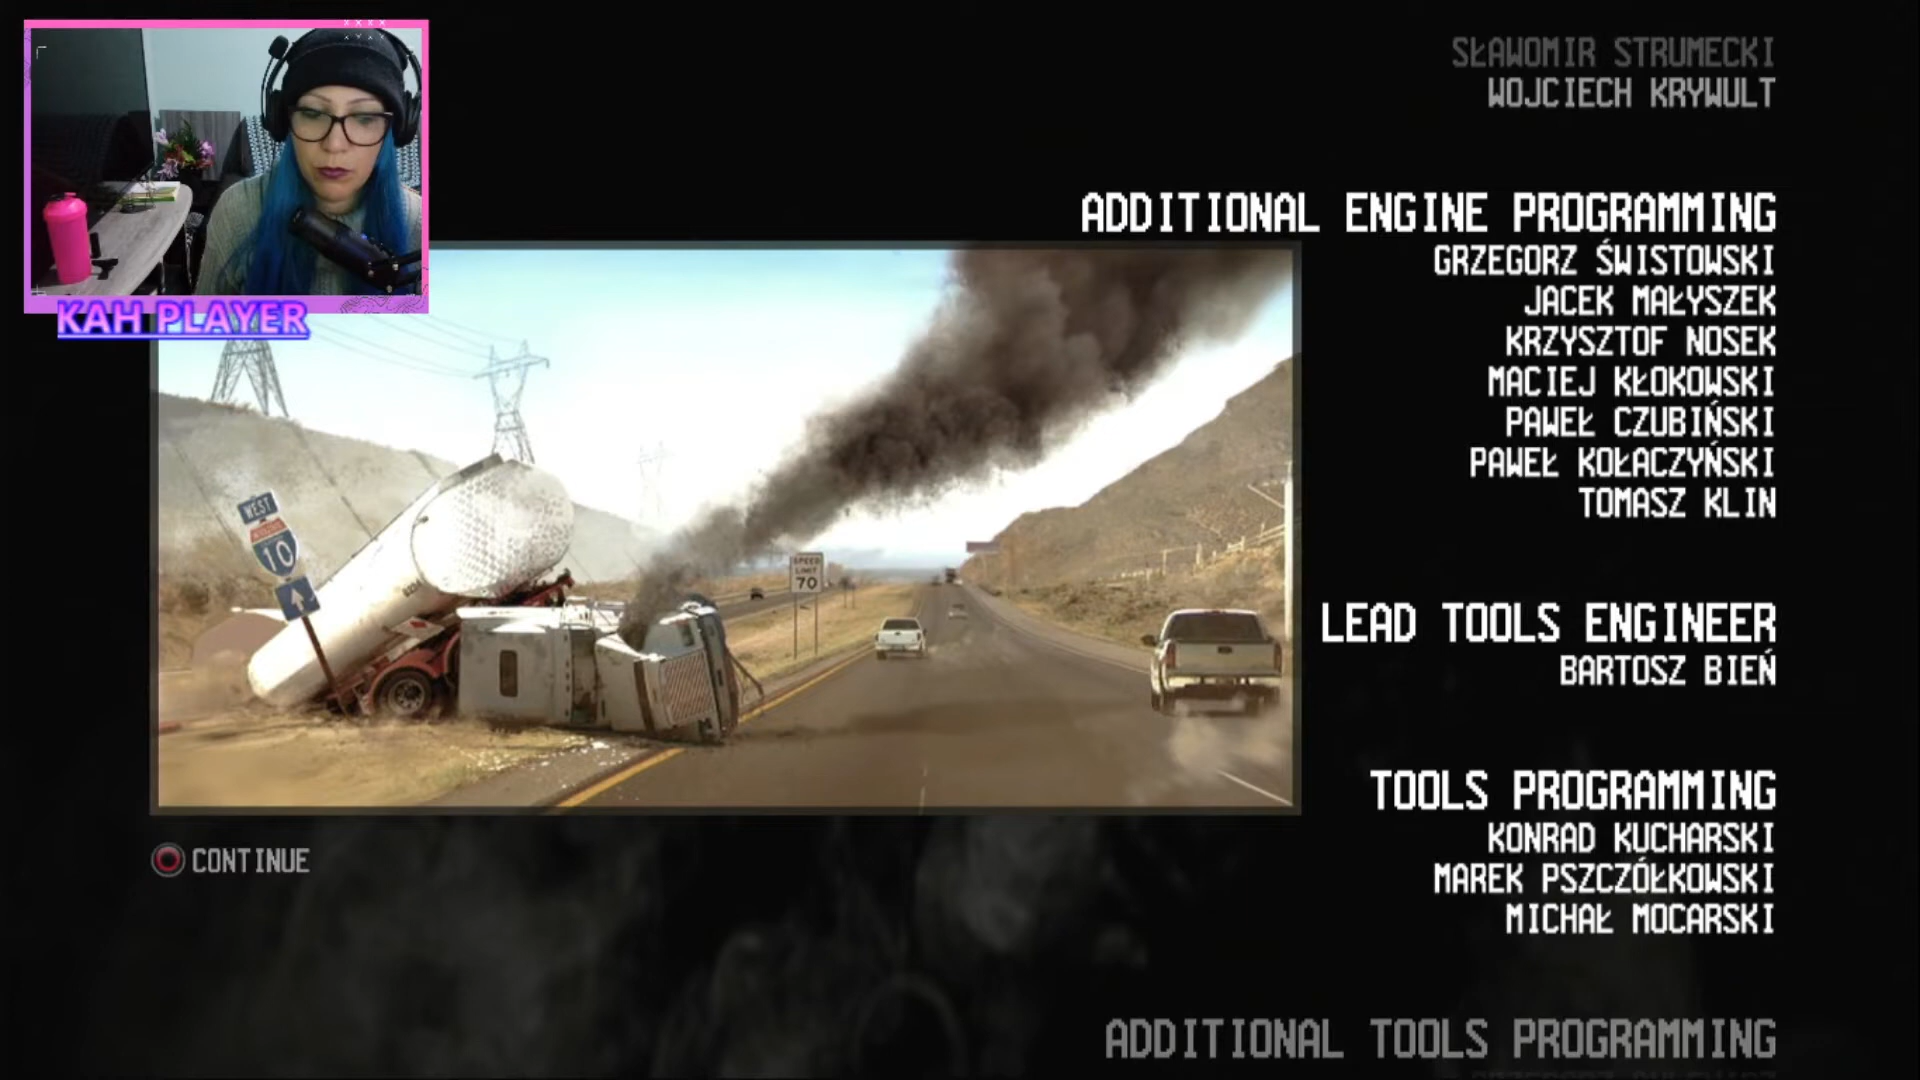 KAH PLAYER
SŁAWOMIR STRUMECKI
WOJCIECH KRYWULT
ADDITIONAL ENGINE PROGRAMMING
GRZEGORZ ŚWISTOWSKI
JACEK MAŁYSZEK
KRZYSZTOF NOSEK
MACIEJ KŁOKOWSKI
PAWEŁ CZUBIŃSKI
PAWEŁ KOŁACZYŃSKI
TOMASZ KLIN
WEST
10
SPEED
LIMIT
70
LEAD TOOLS ENGINEER
BARTOSZ BIEŃ
TOOLS PROGRAMMING
KONRAD KUCHARSKI
MAREK PSZCZÓŁKOWSKI
MICHAŁ MOCARSKI
CONTINUE
ADDITIONAL TOOLS PROGRAMMING